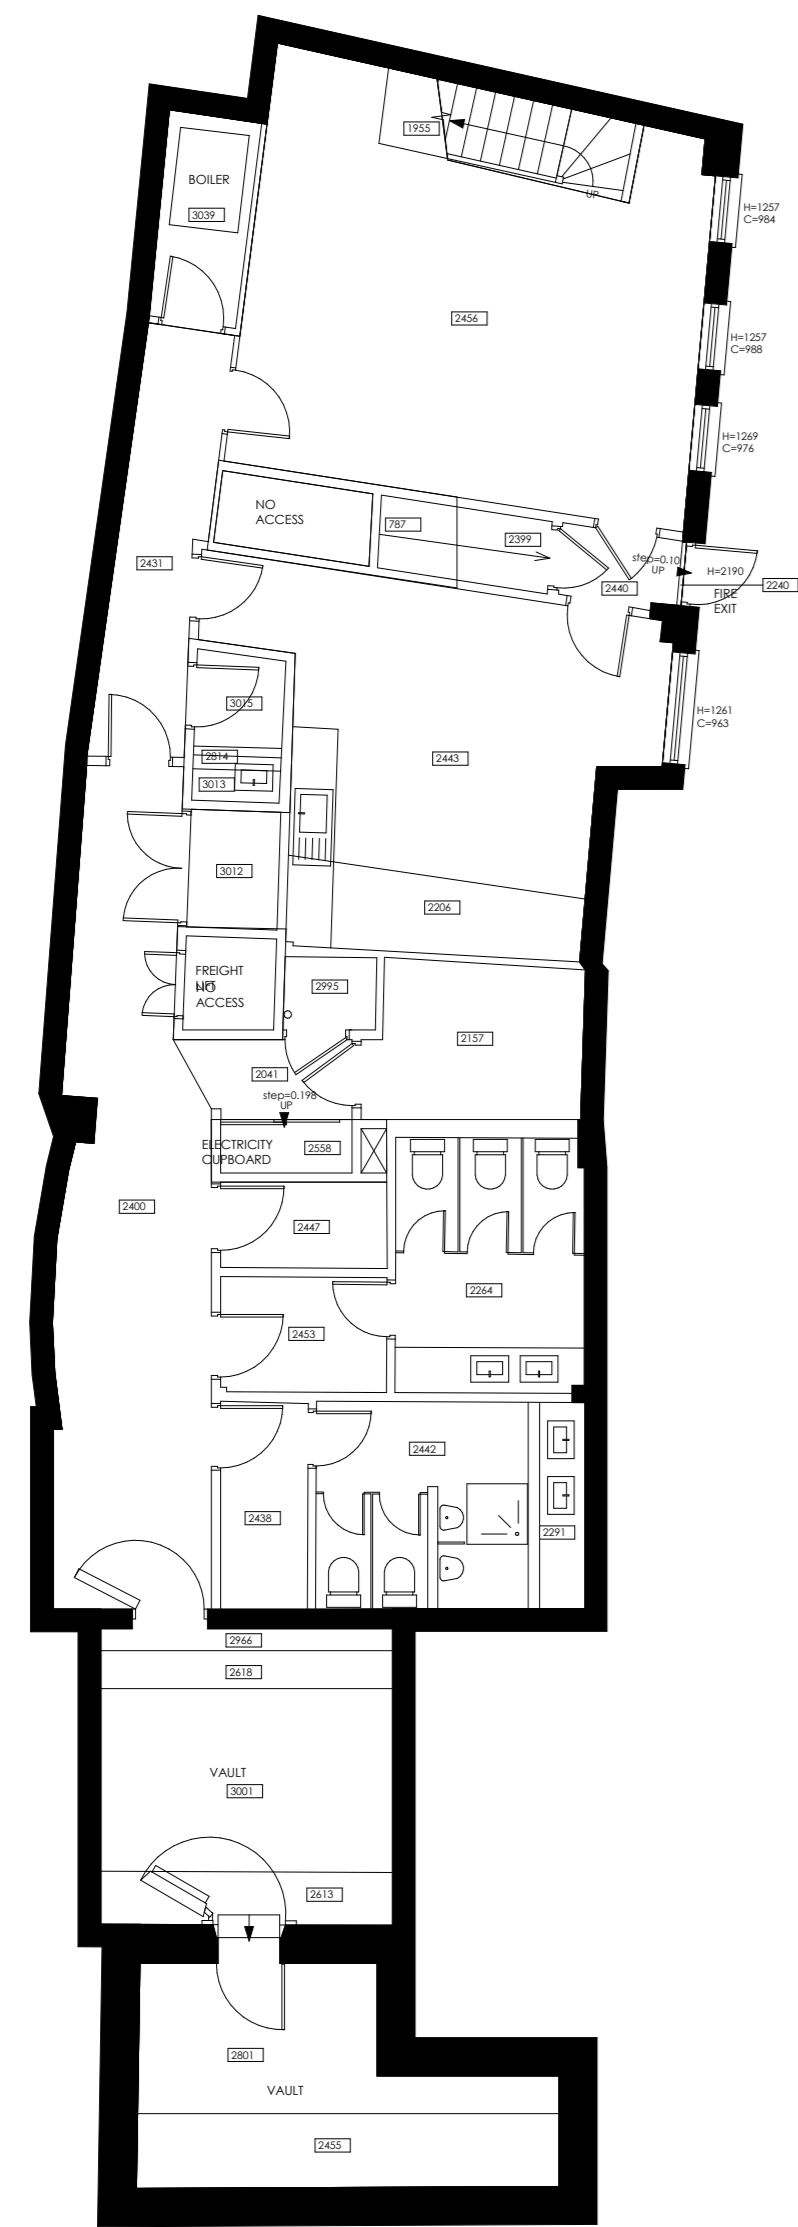 1955
BOILER
3039
UP
H=1257
C=984
2456
H=1257
C=988
H=1269
C=976
NO
ACCESS
787
2399
step=0.10
UP
2431
2440
H=2190
FIRE
EXIT
2240
3015
H=1261
C=963
2814
3013
2443
3012
2206
FREIGHT
LIFT
NO
ACCESS
2995
2157
2041
step=0.198
UP
ELECTRICITY
CUPBOARD
2558
2400
2447
2264
2453
2442
2438
2291
2966
2618
VAULT
3001
2613
2801
VAULT
2455